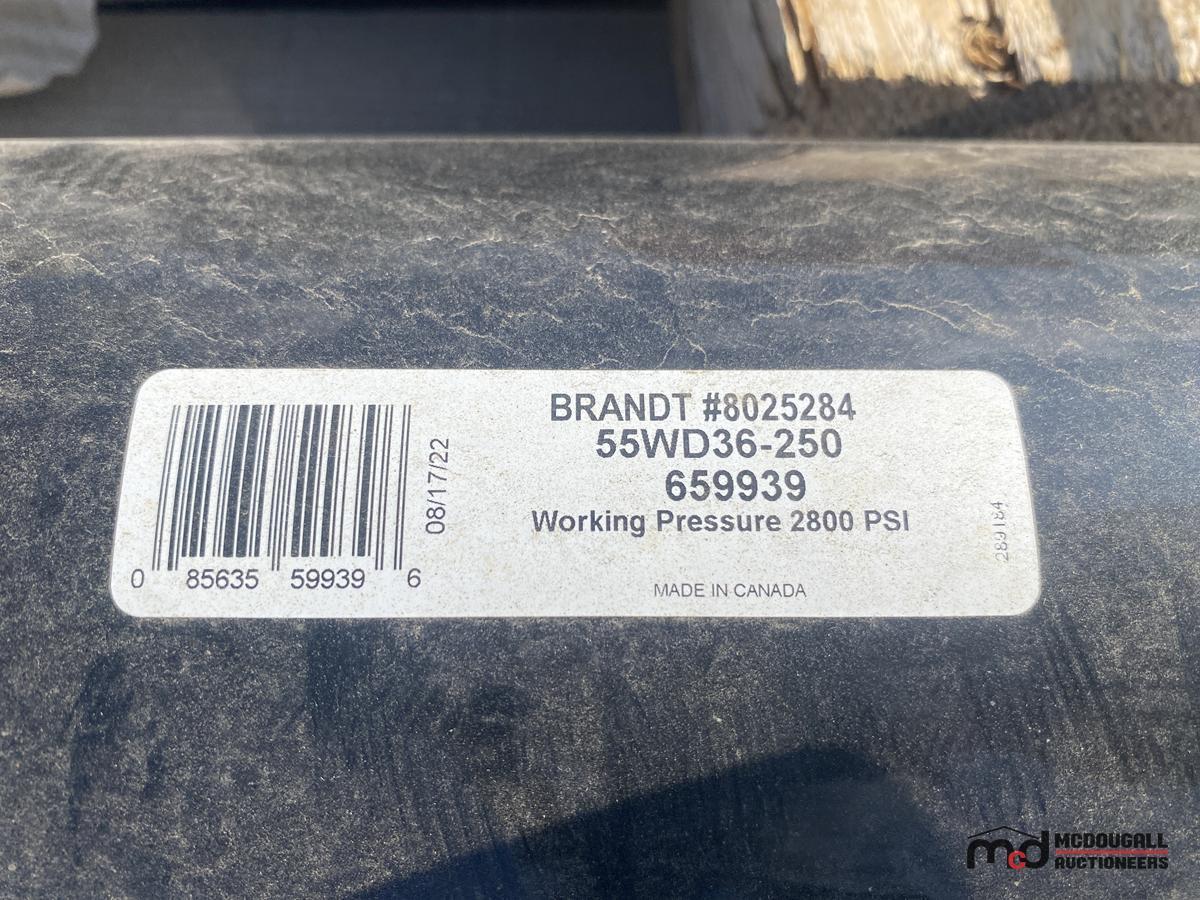 BRANDT #8025284
55WD36-250
659939
Working Pressure 2800 PSI
MADE IN CANADA
08/17/22
0 85635 59939 6
289184
mcd MCDOUGALL
AUCTIONEERS